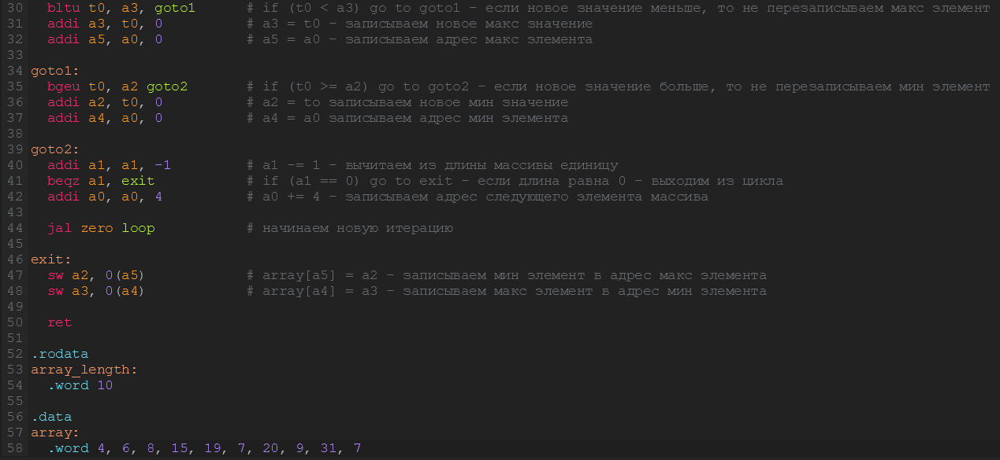 30 bltu t0, a3, goto1 # if (t0 < a3) go to goto1 - если новое значение меньше, то не перезаписываем макс элемент
31 addi a3, t0, 0 # a3 = t0 - записываем новое макс значение
32 addi a5, a0, 0 # a5 = a0 - записываем адрес макс элемента
33
34 goto1:
35 bgeu t0, a2 goto2 # if (t0 >= a2) go to goto2 - если новое значение больше, то не перезаписываем мин элемент
36 addi a2, t0, 0 # a2 = to записываем новое мин значение
37 addi a4, a0, 0 # a4 = a0 записываем адрес мин элемента
38
39 goto2:
40 addi a1, a1, -1 # a1 -= 1 - вычитаем из длины массивы единицу
41 beqz a1, exit # if (a1 == 0) go to exit - если длина равна 0 - выходим из цикла
42 addi a0, a0, 4 # a0 += 4 - записываем адрес следующего элемента массива
43
44 jal zero loop # начинаем новую итерацию
45
46 exit:
47 sw a2, 0(a5) # array[a5] = a2 - записываем мин элемент в адрес макс элемента
48 sw a3, 0(a4) # array[a4] = a3 - записываем макс элемент в адрес мин элемента
49
50 ret
51
52 .rodata
53 array_length:
54 .word 10
55
56 .data
57 array:
58 .word 4, 6, 8, 15, 19, 7, 20, 9, 31, 7